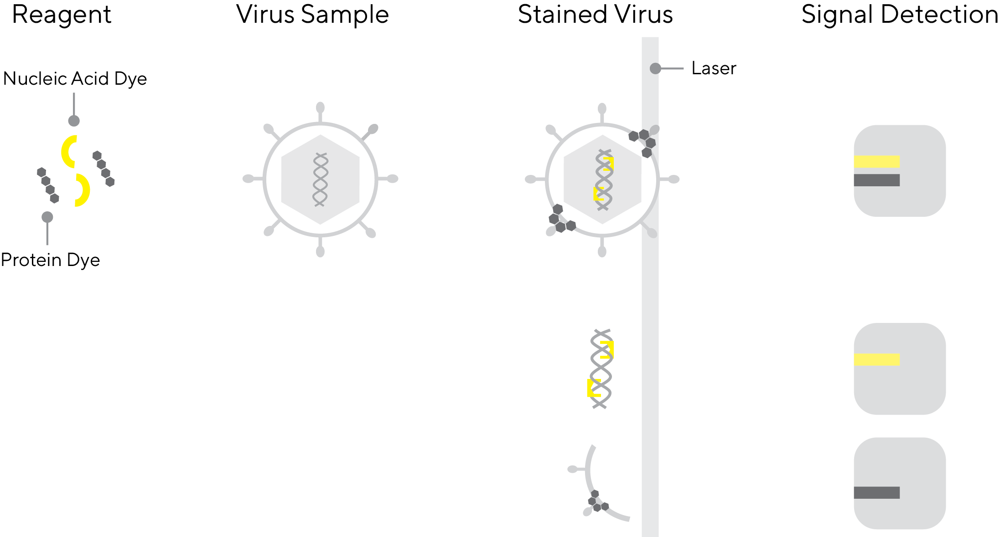 Reagent
Virus Sample
Stained Virus
Signal Detection
Laser
Nucleic Acid Dye
Protein Dye